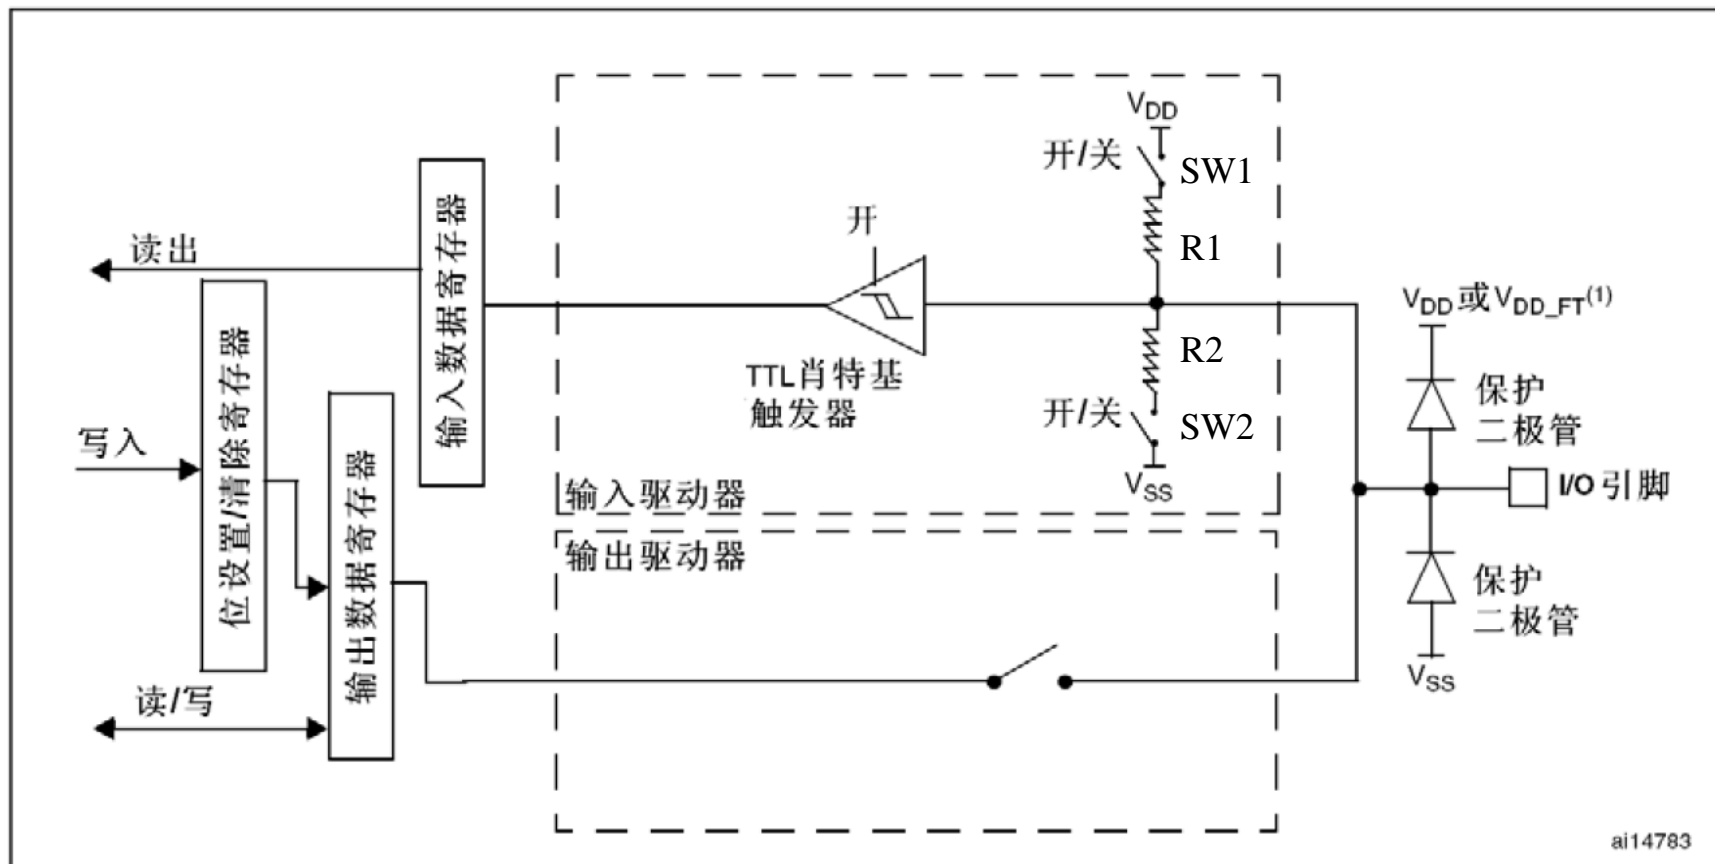 VDD
开/关
SW1
R1
开
读出
输入数据寄存器
VDD或VDD_FT(1)
R2
TTL肖特基
触发器
保护
二极管
开/关
SW2
写入
位设置/清除寄存器
VSS
输入驱动器
I/O引脚
输出数据寄存器
输出驱动器
保护
二极管
VSS
读/写
ai14783